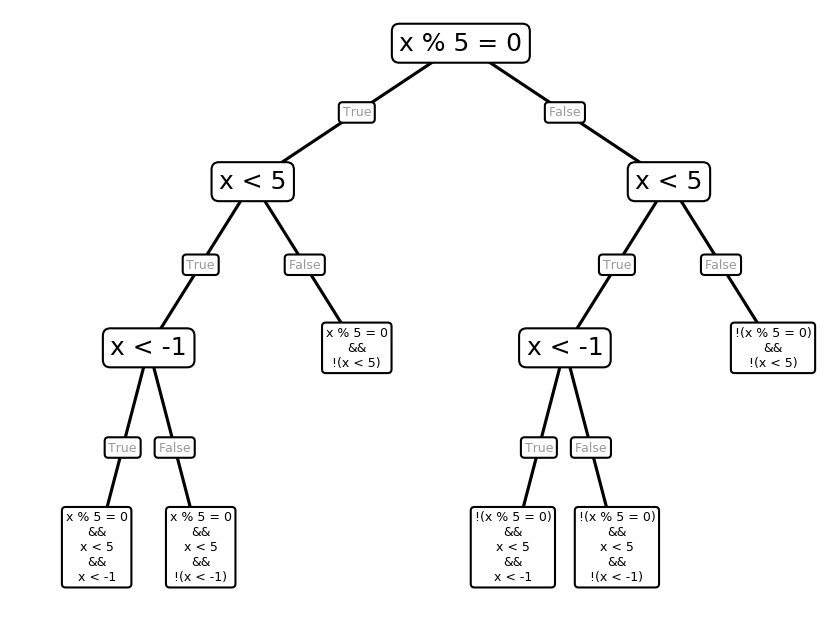 x % 5 = 0
True
False
x < 5
x < 5
True
False
True
False
x < -1
x % 5 = 0
&&
!(x < 5)
x < -1
!(x % 5 = 0)
&&
!(x < 5)
True
False
True
False
x % 5 = 0
&&
x < 5
&&
x < -1
x % 5 = 0
&&
x < 5
&&
!(x < -1)
!(x % 5 = 0)
&&
x < 5
&&
x < -1
!(x % 5 = 0)
&&
x < 5
&&
!(x < -1)